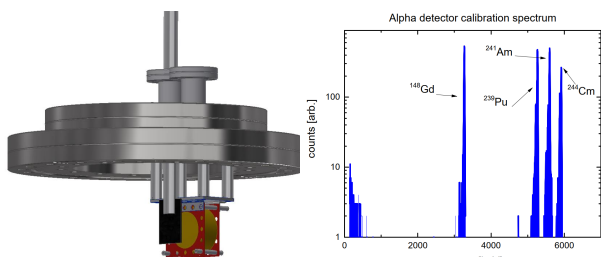 Alpha detector calibration spectrum
counts [arb.]
100
10
1
0
2000
4000
6000
¹⁴⁸Gd
²³⁹Pu
²⁴¹Am
²⁴⁴Cm